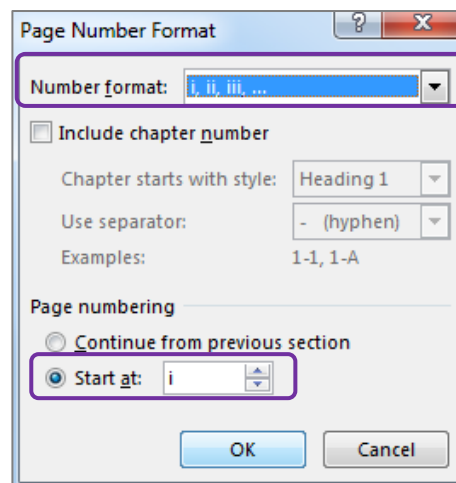 Page Number Format
Number format: i, ii, iii, ...
Include chapter number
Chapter starts with style: Heading 1
Use separator: - (hyphen)
Examples: 1-1, 1-A
Page numbering
Continue from previous section
Start at: i
OK Cancel